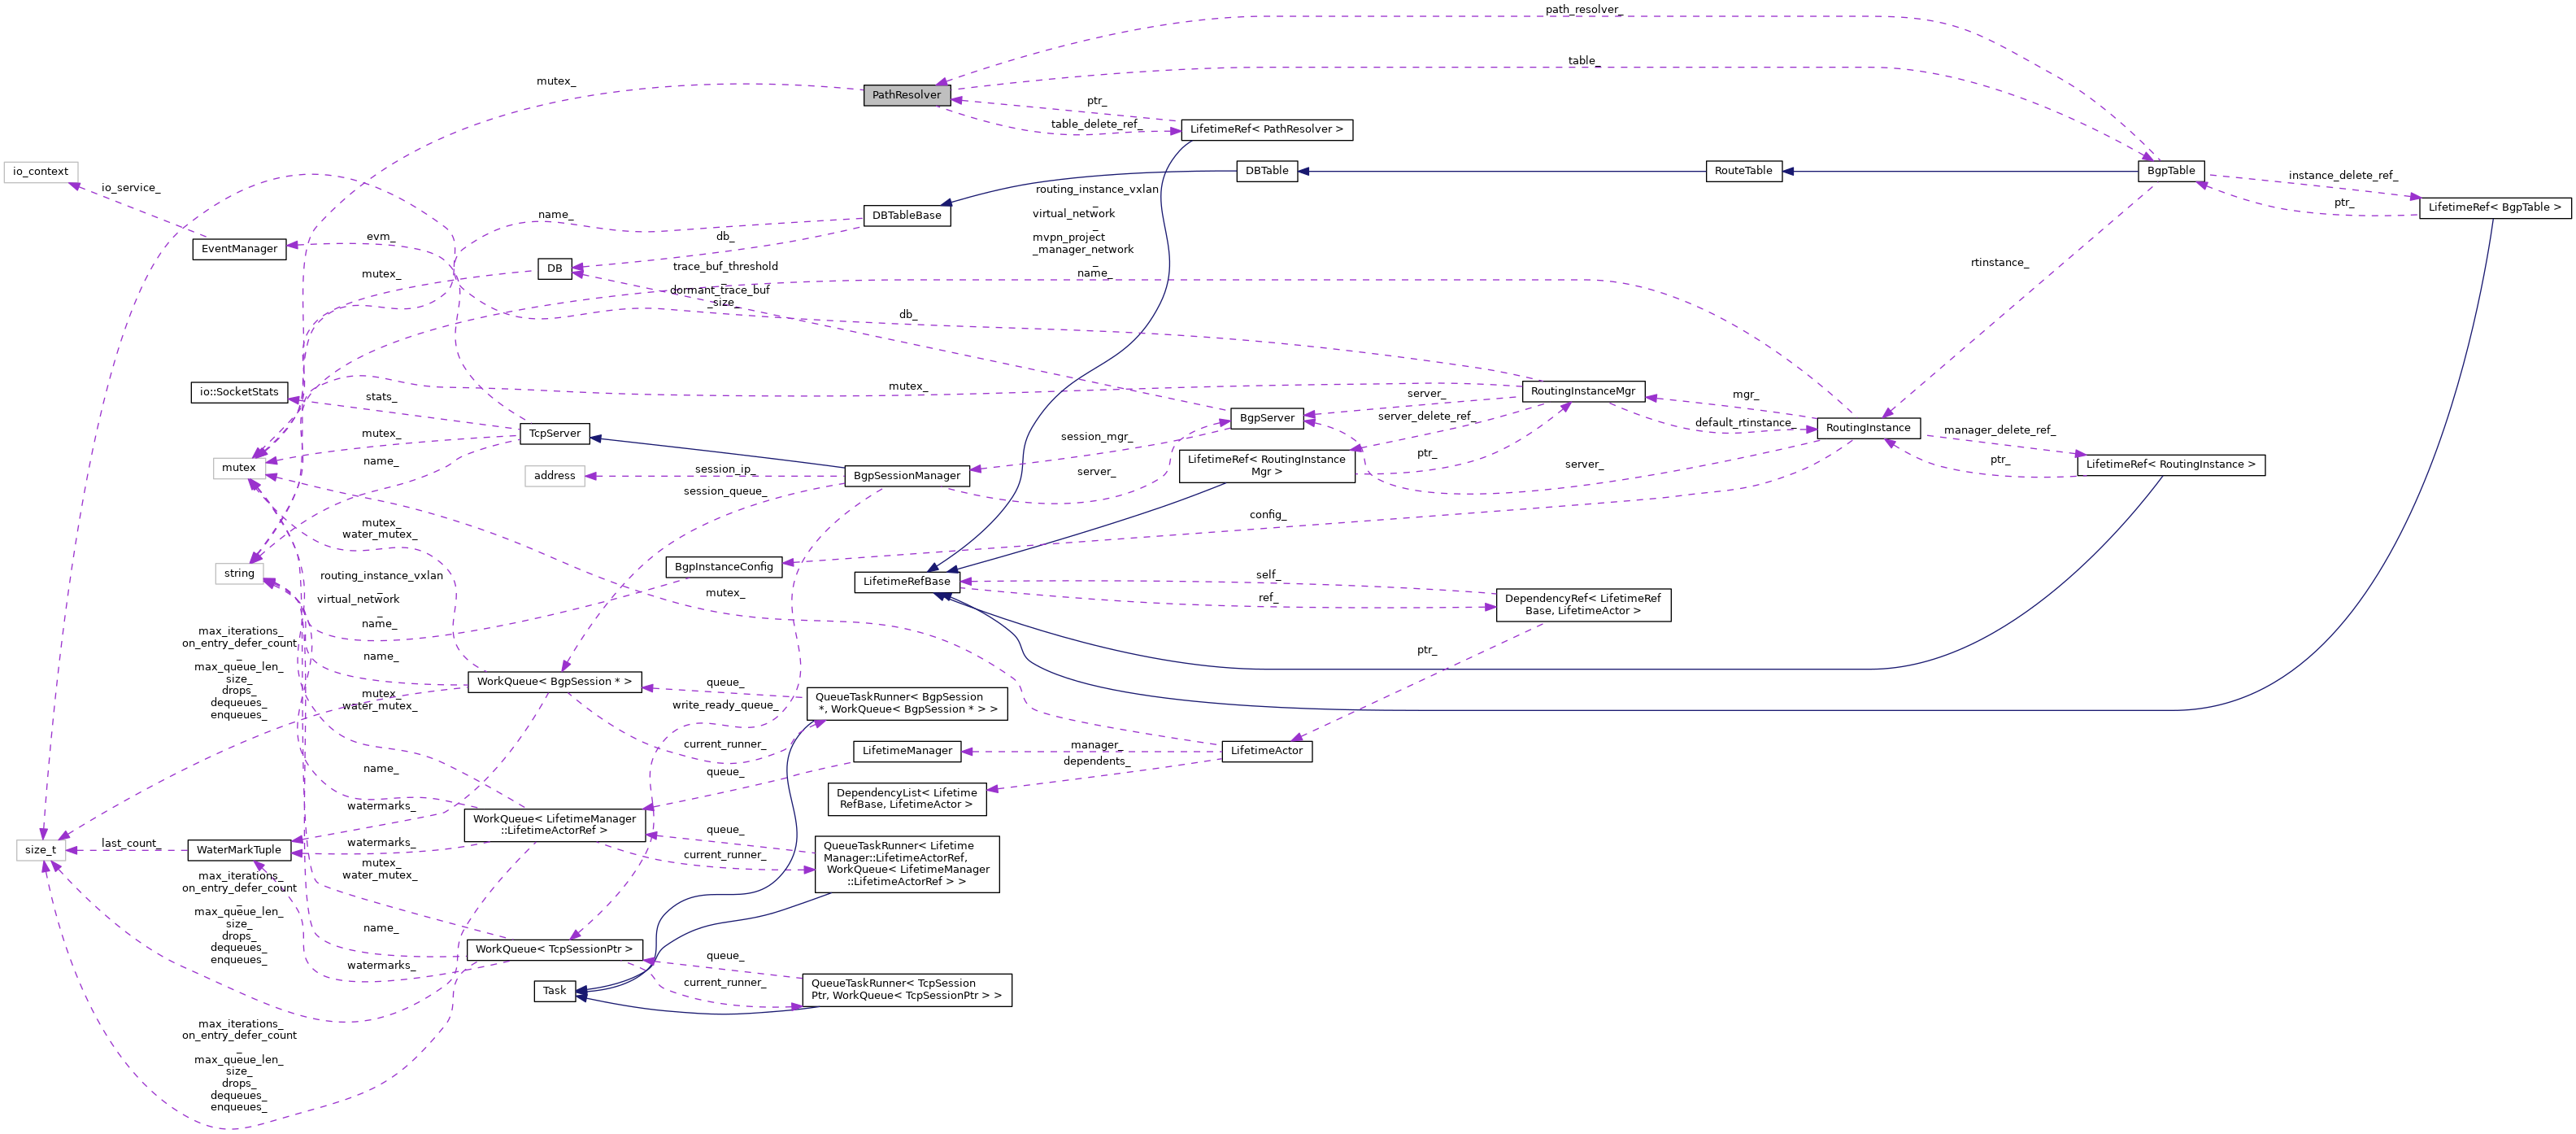 path_resolver_
table_
mutex_
PathResolver
ptr_
table_delete_ref_
LifetimeRef< PathResolver >
io_context
io_service_
DBTable
RouteTable
BgpTable
instance_delete_ref_
ptr_
LifetimeRef< BgpTable >
routing_instance_vxlan
_
virtual_network
_
mvpn_project
_manager_network
_
name_
name_
DBTableBase
evm_
EventManager
db_
DB
mutex_
trace_buf_threshold
_
dormant_trace_buf
_size_
rtinstance_
db_
io::SocketStats
stats_
mutex_
RoutingInstanceMgr
mgr_
server_
server_delete_ref_
default_rtinstance_
BgpServer
RoutingInstance
manager_delete_ref_
TcpServer
mutex_
session_mgr_
name_
mutex
address
session_ip_
BgpSessionManager
server_
LifetimeRef< RoutingInstance
Mgr >
ptr_
server_
ptr_
LifetimeRef< RoutingInstance >
session_queue_
config_
mutex_
water_mutex_
string
BgpInstanceConfig
LifetimeRefBase
self_
ref_
DependencyRef< LifetimeRef
Base, LifetimeActor >
routing_instance_vxlan
_
virtual_network
_
name_
mutex_
ptr_
max_iterations_
on_entry_defer_count
_
max_queue_len_
size_
drops_
dequeues_
enqueues_
name_
WorkQueue< BgpSession * >
mutex_
water_mutex_
queue_
QueueTaskRunner< BgpSession
*, WorkQueue< BgpSession * > >
write_ready_queue_
current_runner_
LifetimeManager
manager_
LifetimeActor
dependents_
name_
queue_
DependencyList< Lifetime
RefBase, LifetimeActor >
watermarks_
WorkQueue< LifetimeManager
::LifetimeActorRef >
queue_
size_t
last_count_
WaterMarkTuple
watermarks_
current_runner_
QueueTaskRunner< Lifetime
Manager::LifetimeActorRef,
WorkQueue< LifetimeManager
::LifetimeActorRef > >
mutex_
water_mutex_
max_iterations_
on_entry_defer_count
_
max_queue_len_
size_
drops_
dequeues_
enqueues_
name_
WorkQueue< TcpSessionPtr >
watermarks_
queue_
current_runner_
QueueTaskRunner< TcpSession
Ptr, WorkQueue< TcpSessionPtr > >
Task
max_iterations_
on_entry_defer_count
_
max_queue_len_
size_
drops_
dequeues_
enqueues_